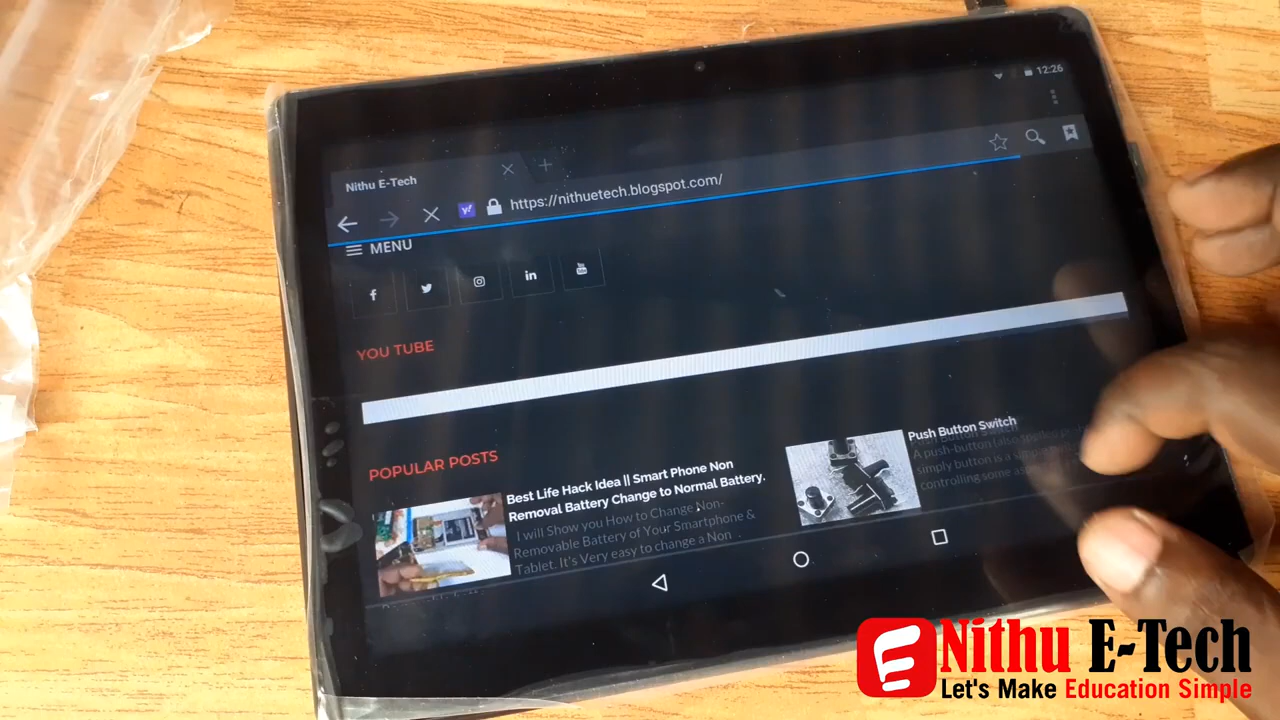 12:26
Nithu E-Tech
https://nithuetech.blogspot.com/
MENU
YOU TUBE
POPULAR POSTS
Best Life Hack Idea || Smart Phone Non
Removal Battery Change to Normal Battery.
I will Show you How to Change Non-
Removable Battery of Your Smartphone &
Tablet. It's Very easy to change a Non
Push Button Switch
A push-button (also
simply button is a
controlling some
Nithu E-Tech
Let's Make Education Simple